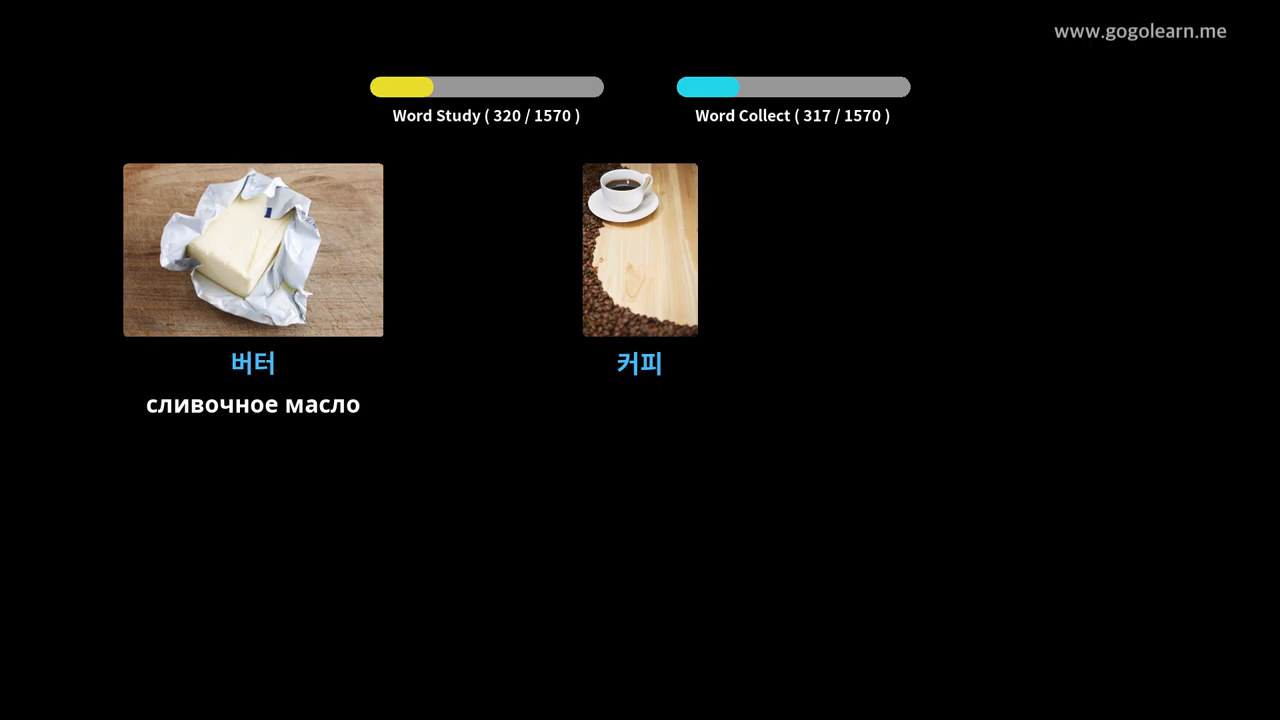 www.gogolearn.me
Word Study ( 320 / 1570 )
Word Collect ( 317 / 1570 )
버터
커피
сливочное масло